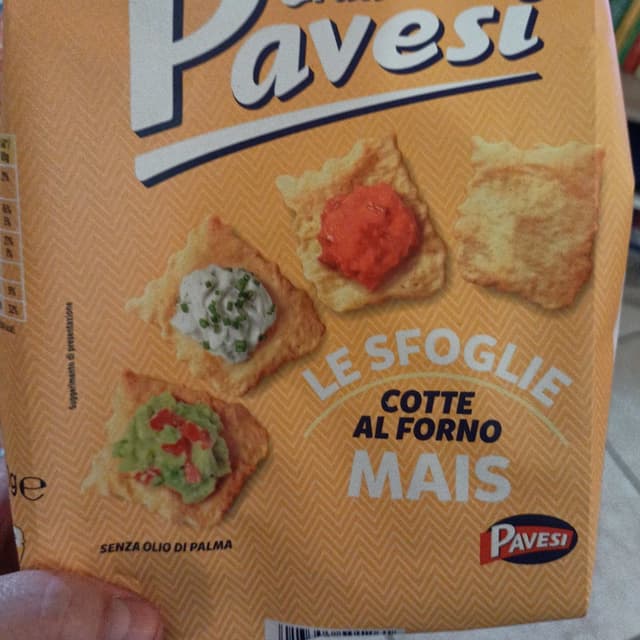 Pavesi
LE SFOGLIE
COTTE
AL FORNO
MAIS
Suggerimento di presentazione
SENZA OLIO DI PALMA
PAVESI
g e